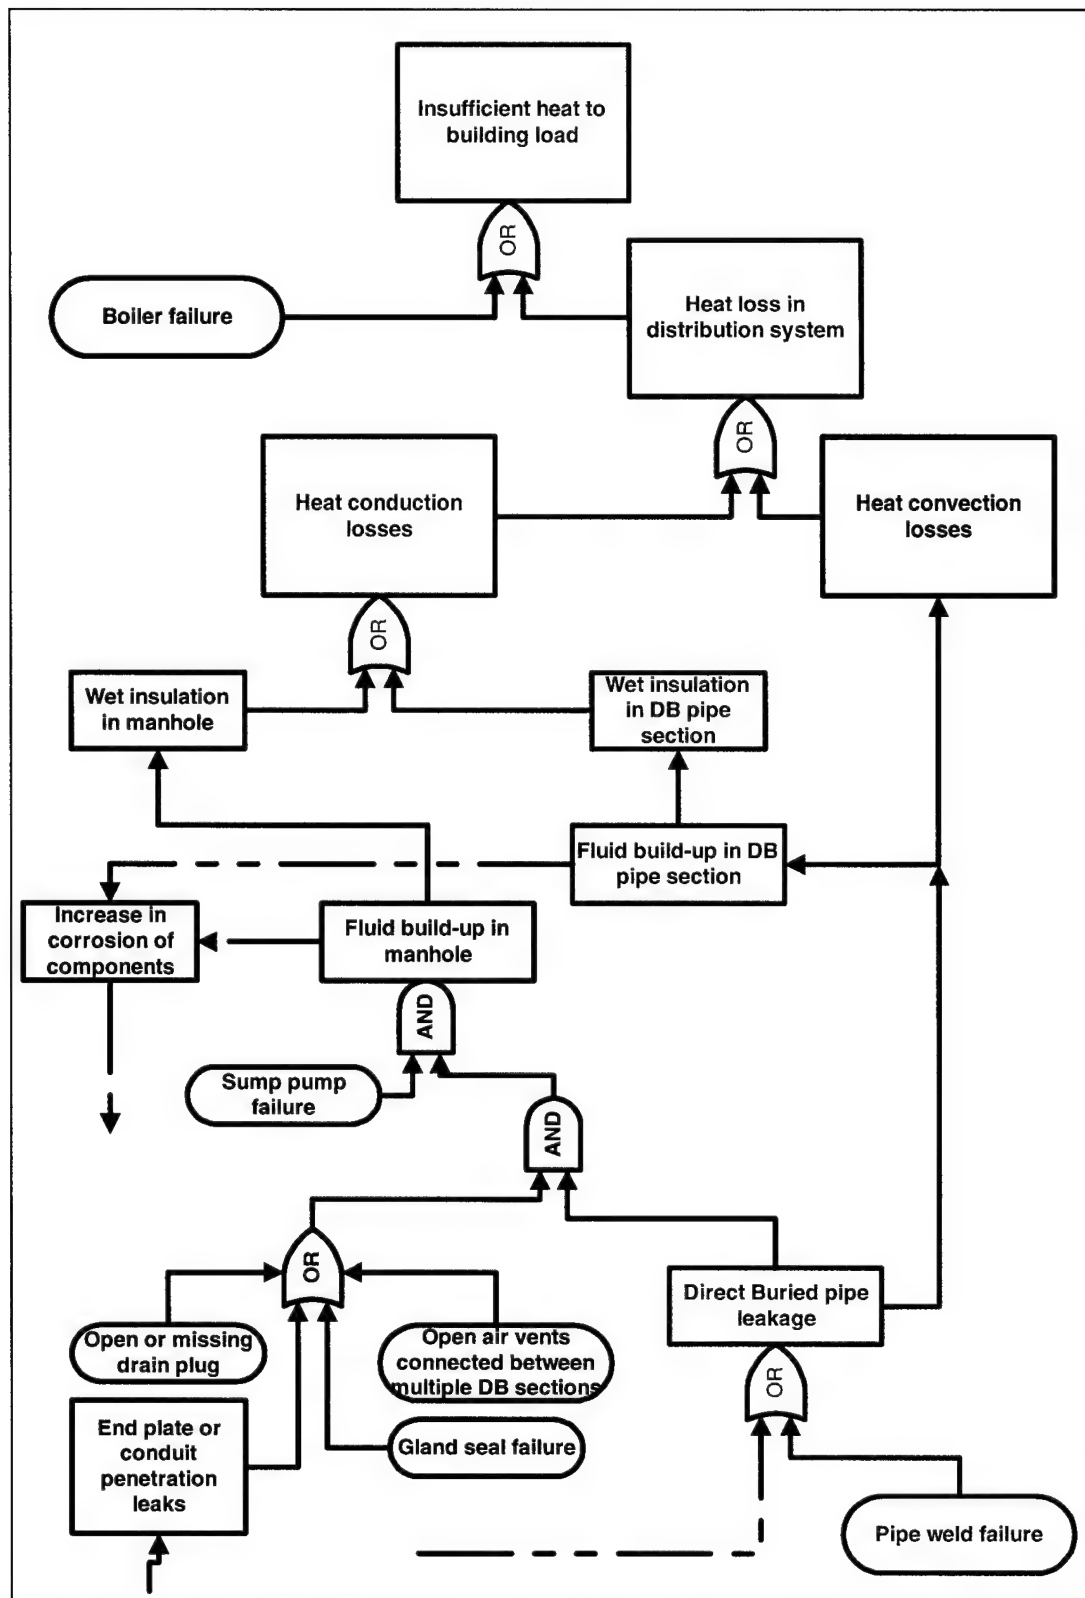 Insufficient heat to
building load
OR
Boiler failure
Heat loss in
distribution system
OR
Heat conduction
losses
Heat convection
losses
OR
Wet insulation
in manhole
Wet insulation
in DB pipe
section
Fluid build-up in DB
pipe section
Increase in
corrosion of
components
Fluid build-up in
manhole
AND
Sump pump
failure
AND
OR
Direct Buried pipe
leakage
Open or missing
drain plug
Open air vents
connected between
multiple DB sections
OR
End plate or
conduit
penetration
leaks
Gland seal failure
Pipe weld failure